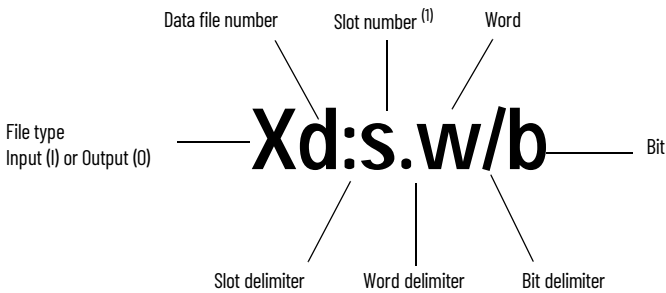 Data file number
Slot number (1)
Word
File type
Input (I) or Output (O)
Xd:s.w/b
Bit
Slot delimiter
Word delimiter
Bit delimiter